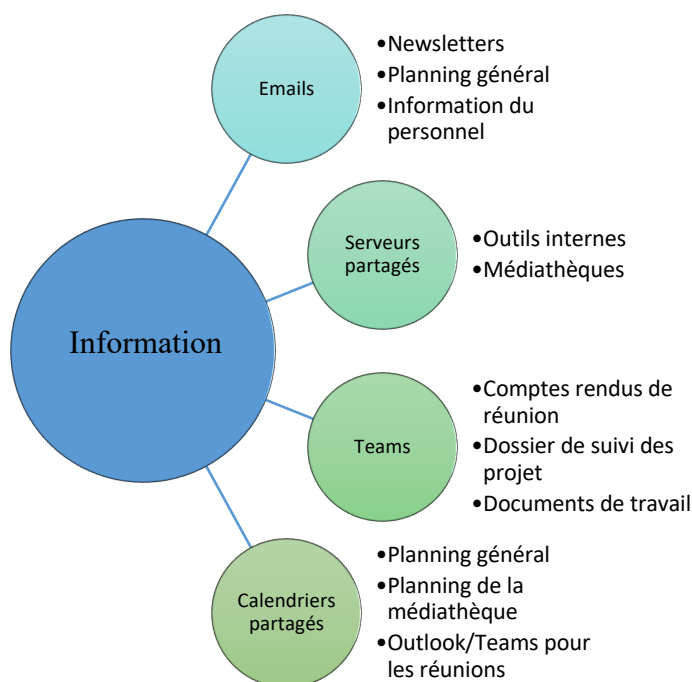 Information
Emails
•Newsletters
•Planning général
•Information du
personnel
Serveurs
partagés
•Outils internes
•Médiathèques
Teams
•Comptes rendus de
réunion
•Dossier de suivi des
projet
•Documents de travail
Calendriers
partagés
•Planning général
•Planning de la
médiathèque
•Outlook/Teams pour
les réunions